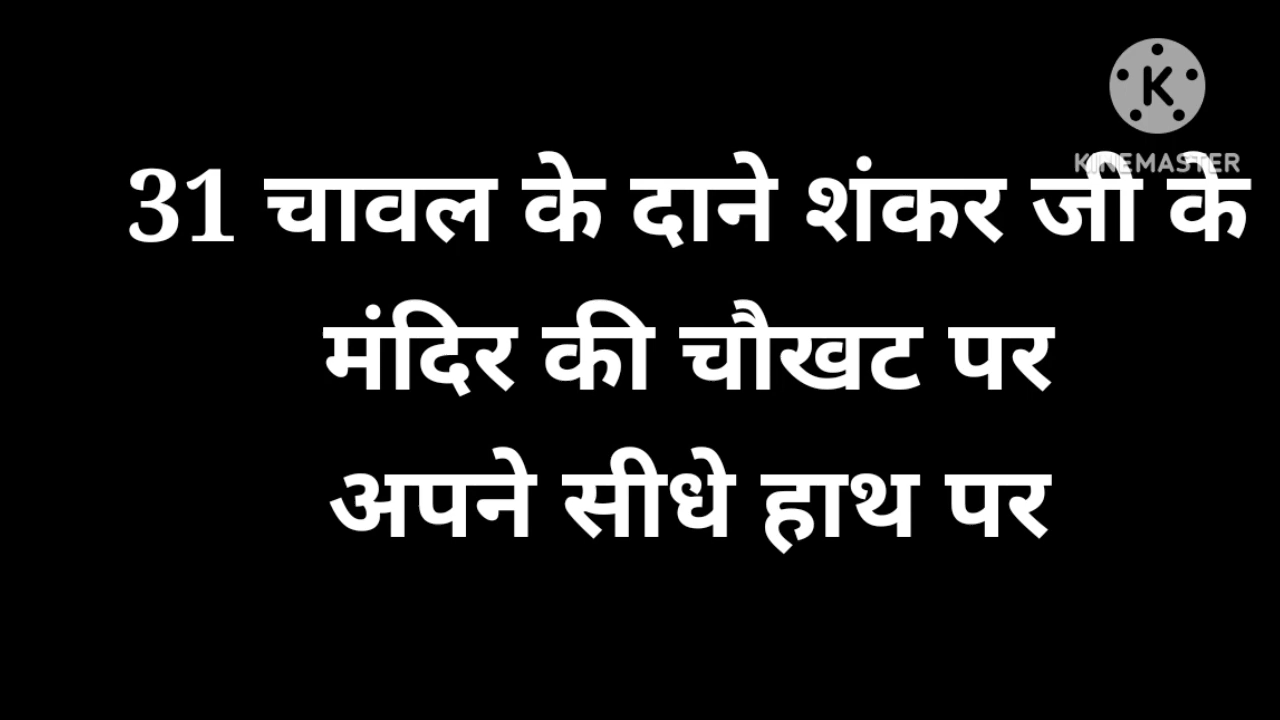 KINEMASTER
31 चावल के दाने शंकर जी के
मंदिर की चौखट पर
अपने सीधे हाथ पर